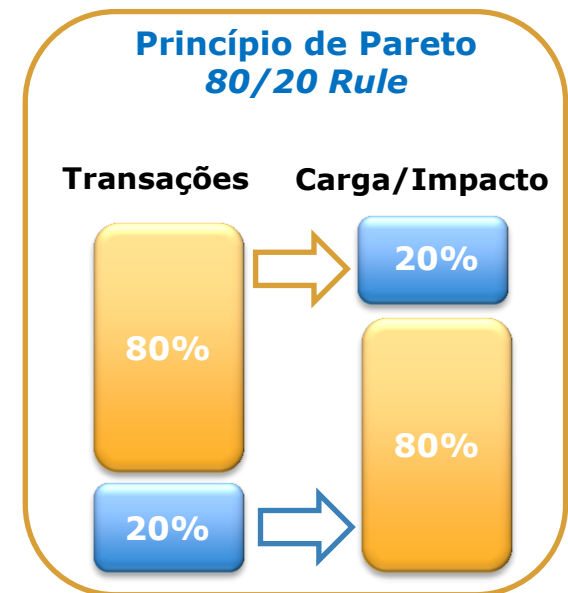 Princípio de Pareto
80/20 Rule
Transações Carga/Impacto
20%
80%
80%
20%